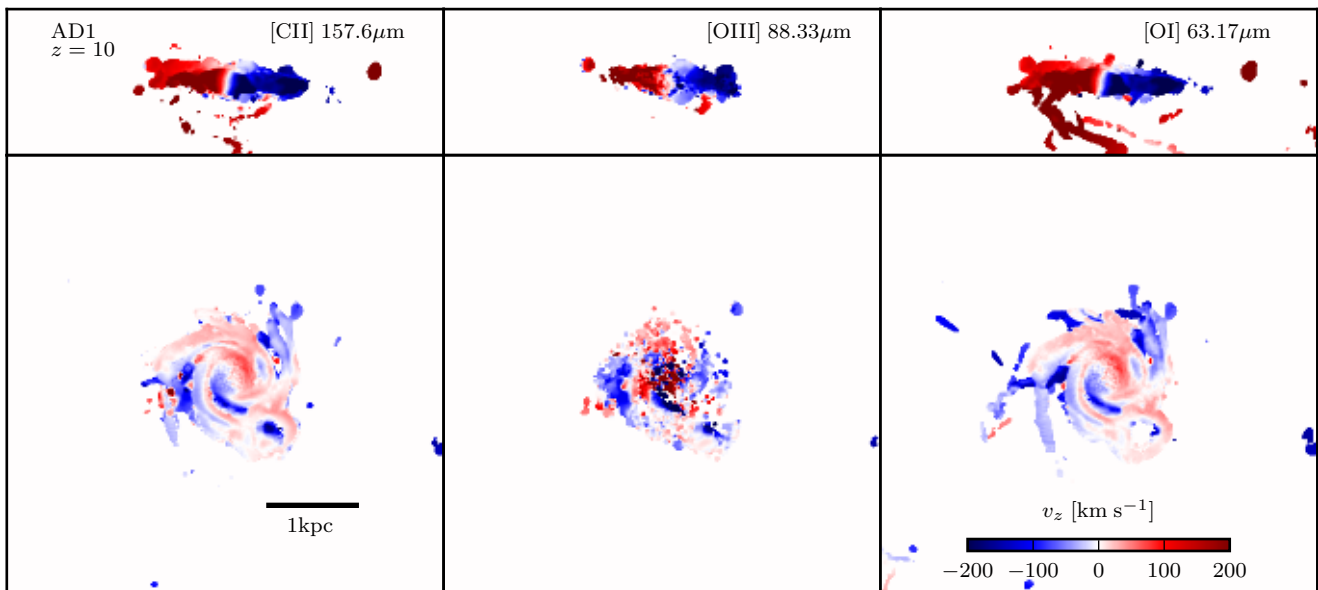 AD1
z = 10
[CII] 157.6μm
[OIII] 88.33μm
[OI] 63.17μm
1kpc
v_z [km s⁻¹]
−200 −100 0 100 200